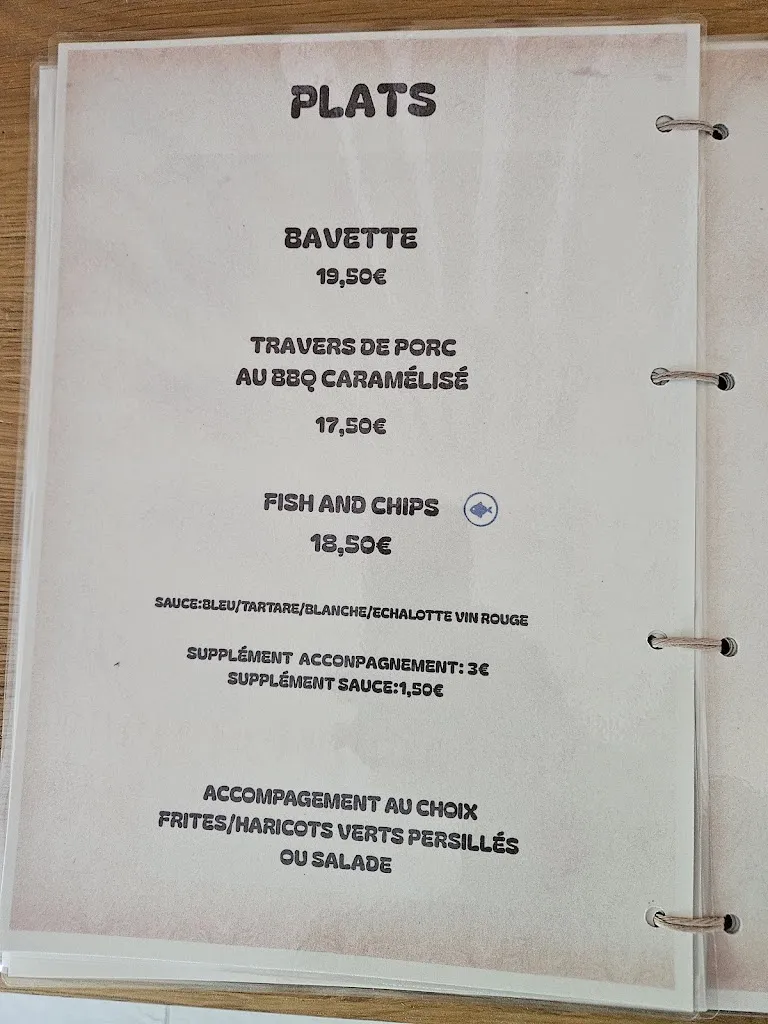 PLATS
BAVETTE
19,50€
TRAVERS DE PORC
AU BBQ CARAMÉLISÉ
17,50€
FISH AND CHIPS
18,50€
SAUCE:BLEU/TARTARE/BLANCHE/ECHALOTTE VIN ROUGE
SUPPLÉMENT ACCONPAGNEMENT: 3€
SUPPLÉMENT SAUCE:1,50€
ACCOMPAGEMENT AU CHOIX
FRITES/HARICOTS VERTS PERSILLÉS
OU SALADE